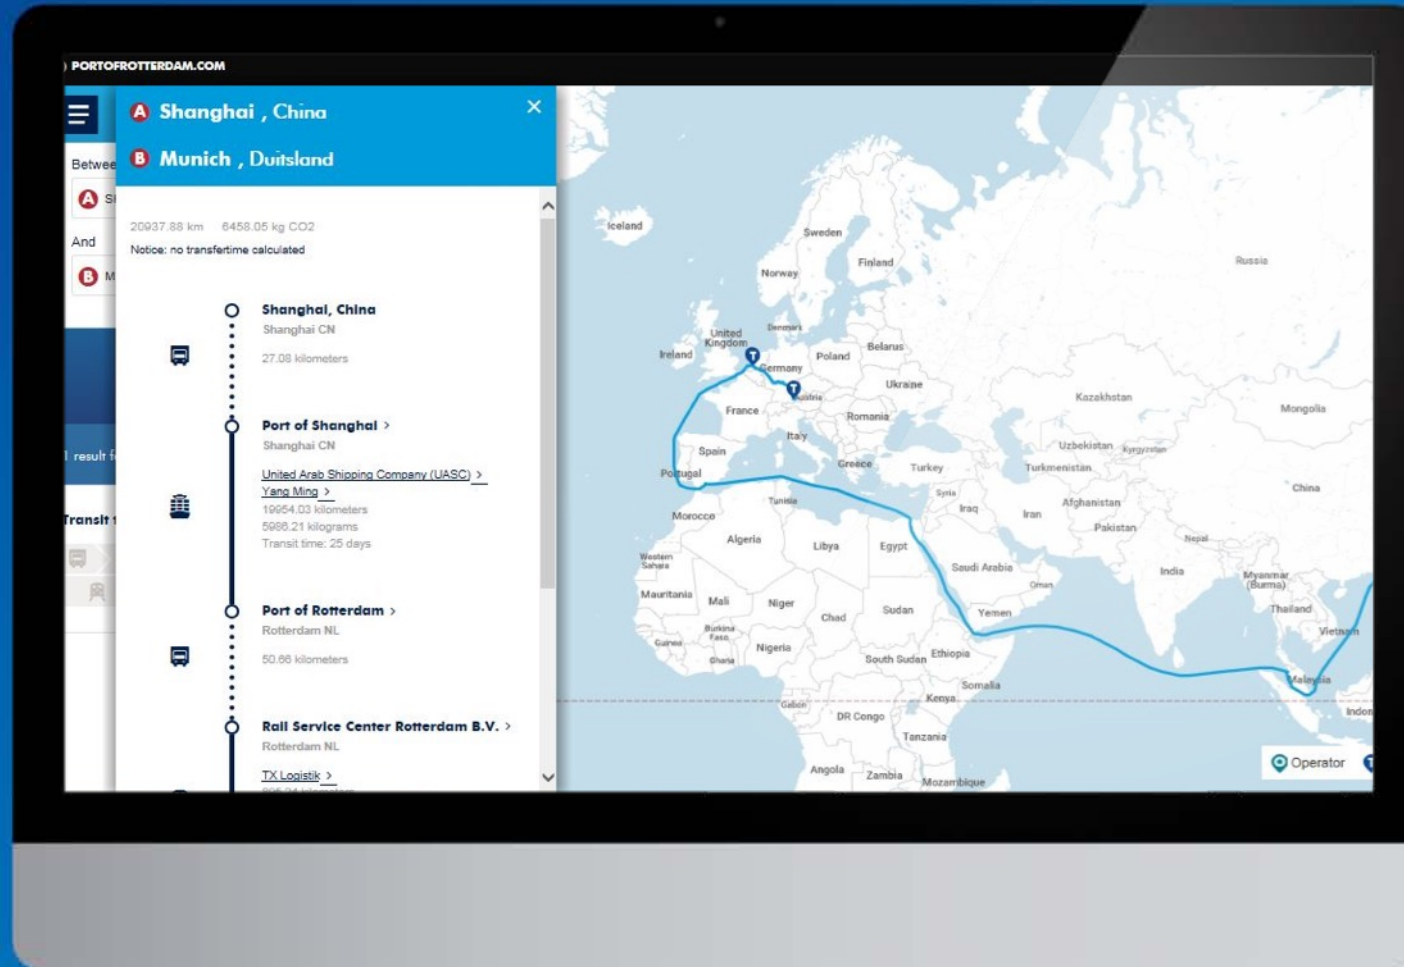 PORTOFROTTERDAM.COM
A Shanghai , China
B Munich , Duitsland
Betwee
A
And
B M
1 result f
Transit t
20937.88 km 6458.05 kg CO2
Notice: no transfertime calculated
Shanghai, China
Shanghai CN
27.08 kilometers
Port of Shanghai >
Shanghai CN
United Arab Shipping Company (UASC) >
Yang Ming >
19954.03 kilometers
5986.21 kilograms
Transit time: 25 days
Port of Rotterdam >
Rotterdam NL
50.66 kilometers
Rail Service Center Rotterdam B.V. >
Rotterdam NL
TX Logistik >
Iceland
Sweden
Finland
Norway
Russia
United
Kingdom
Denmark
Ireland
Poland
Belarus
T
Germany
T
Austria
Ukraine
France
Romania
Kazakhstan
Mongolia
Italy
Spain
Portugal
Greece
Turkey
Uzbekistan
Kyrgyzstan
Turkmenistan
Tunisia
Syria
Iraq
Iran
Afghanistan
China
Morocco
Pakistan
Algeria
Libya
Egypt
Nepal
Western
Sahara
Saudi Arabia
Oman
India
Myanmar
(Burma)
Mauritania
Mali
Niger
Chad
Sudan
Yemen
Thailand
Vietnam
Burkina
Faso
Guinea
Ghana
Nigeria
South Sudan
Ethiopia
Somalia
Malaysia
Gabon
Kenya
DR Congo
Indon
Tanzania
Angola
Zambia
Mozambique
Operator
T